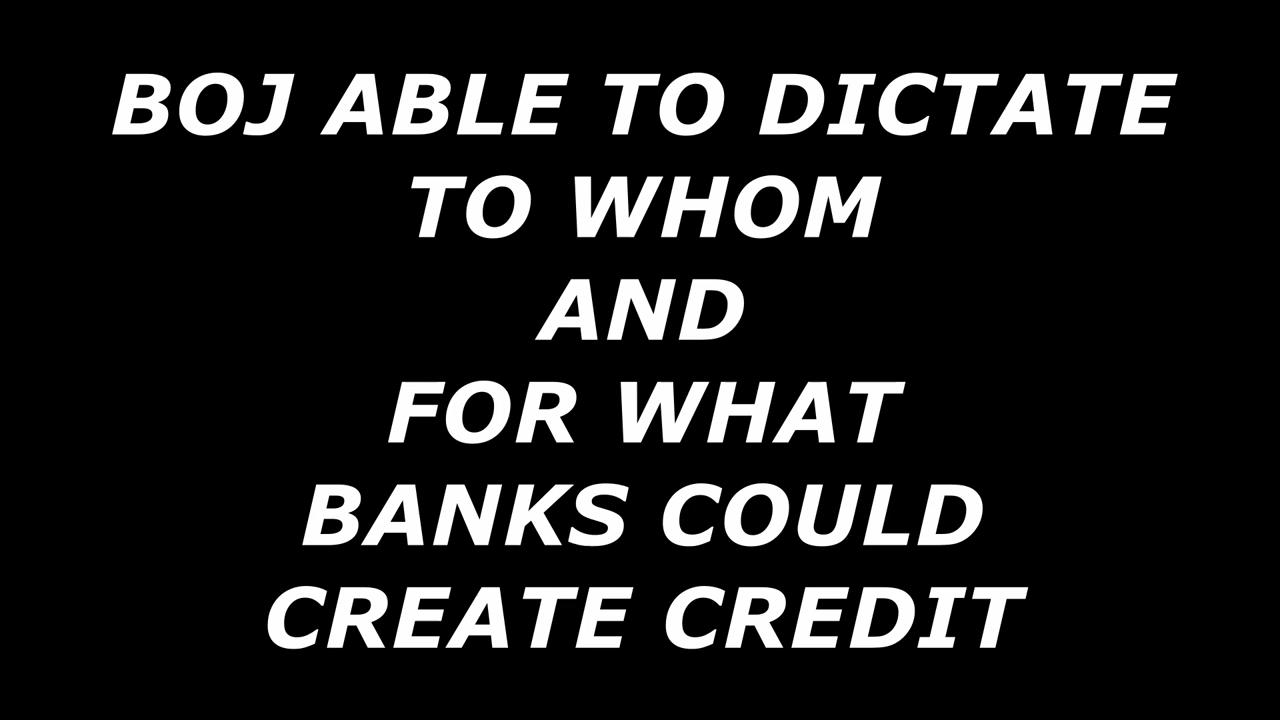 BOJ ABLE TO DICTATE
TO WHOM
AND
FOR WHAT
BANKS COULD
CREATE CREDIT